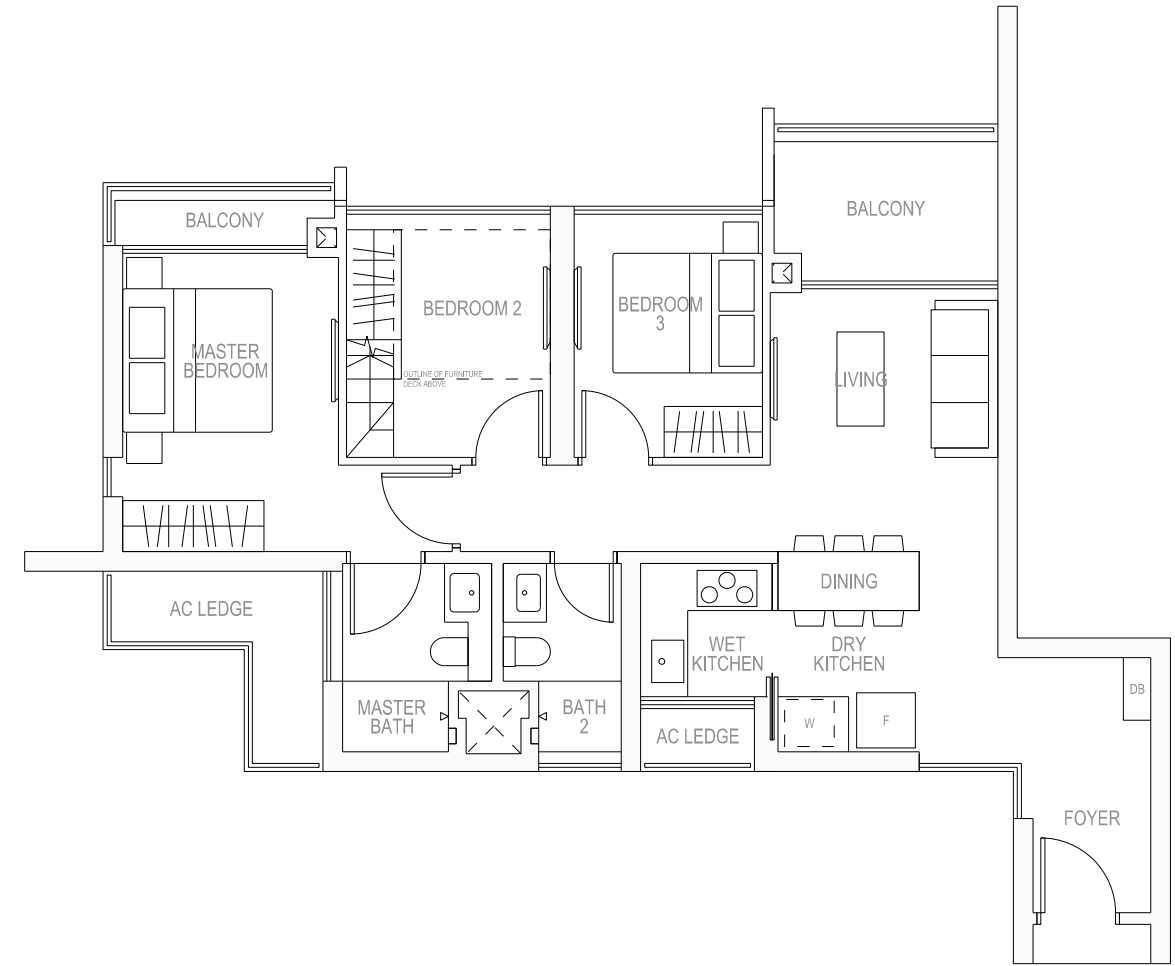 BALCONY
BALCONY
BEDROOM 2
BEDROOM
3
MASTER
BEDROOM
OUTLINE OF FURNITURE
DECK ABOVE
LIVING
DINING
AC LEDGE
WET
KITCHEN
DRY
KITCHEN
DB
MASTER
BATH
BATH
2
AC LEDGE
W
F
FOYER